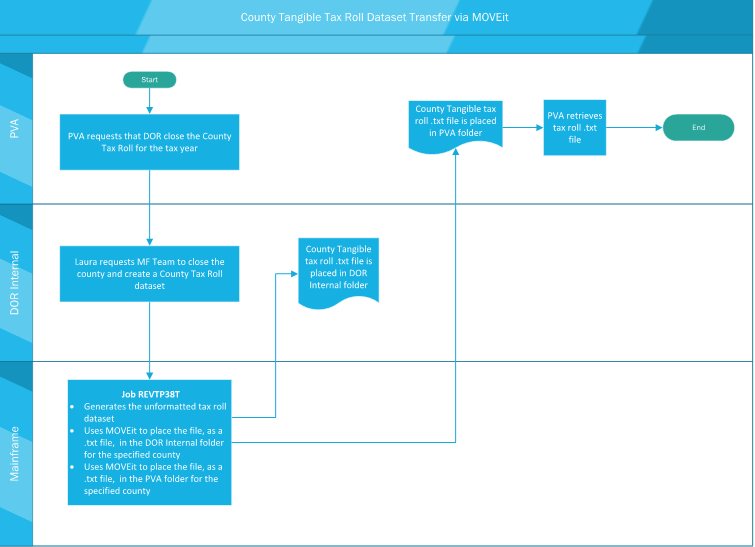 County Tangible Tax Roll Dataset Transfer via MOVEit
PVA
Start
PVA requests that DOR close the County
Tax Roll for the tax year
County Tangible tax
roll .txt file is placed
in PVA folder
PVA retrieves
tax roll .txt
file
End
DOR Internal
Laura requests MF Team to close the
county and create a County Tax Roll
dataset
County Tangible
tax roll .txt file is
placed in DOR
Internal folder
Mainframe
Job REVTP38T
• Generates the unformatted tax roll
dataset
• Uses MOVEit to place the file, as a
.txt file, in the DOR Internal folder
for the specified county
• Uses MOVEit to place the file, as a
.txt file, in the PVA folder for the
specified county